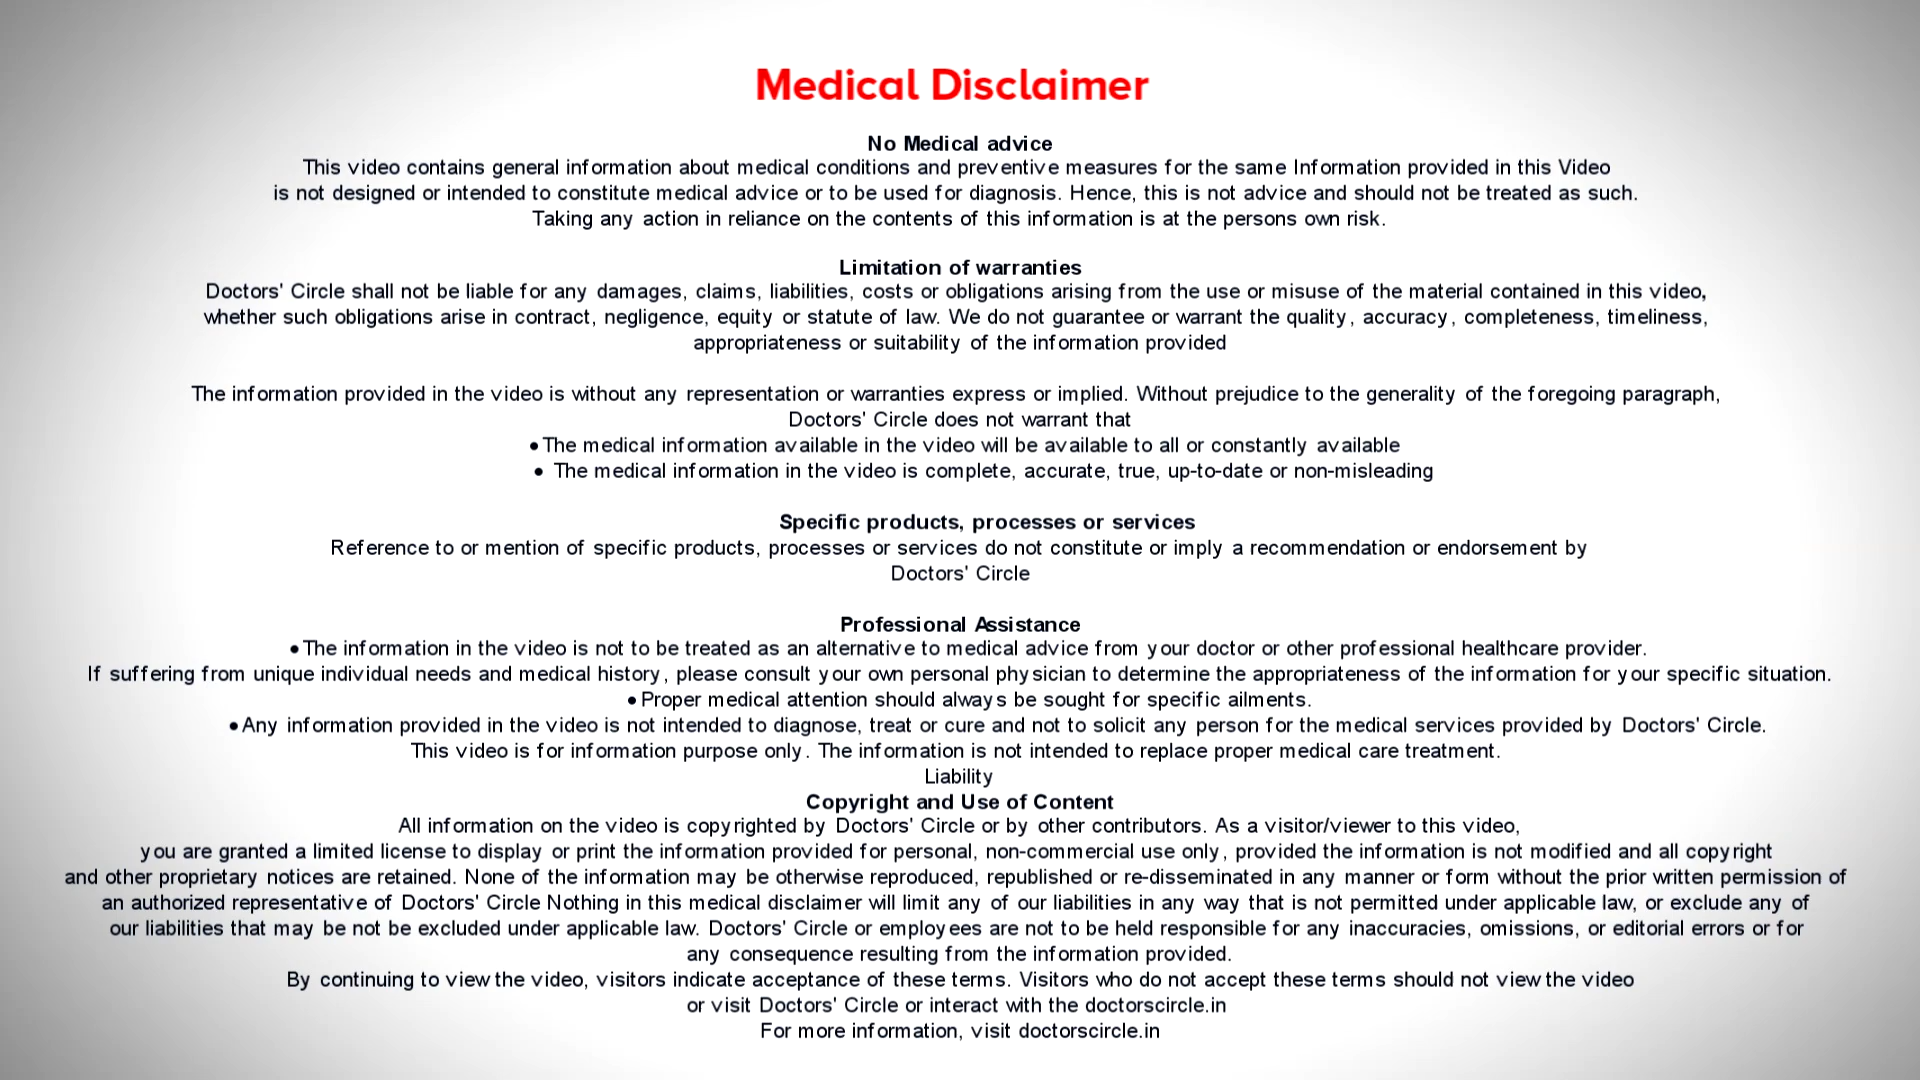 Medical Disclaimer
No Medical advice
This video contains general information about medical conditions and preventive measures for the same Information provided in this Video
is not designed or intended to constitute medical advice or to be used for diagnosis. Hence, this is not advice and should not be treated as such.
Taking any action in reliance on the contents of this information is at the persons own risk.
Limitation of warranties
Doctors' Circle shall not be liable for any damages, claims, liabilities, costs or obligations arising from the use or misuse of the material contained in this video,
whether such obligations arise in contract, negligence, equity or statute of law. We do not guarantee or warrant the quality, accuracy, completeness, timeliness,
appropriateness or suitability of the information provided
The information provided in the video is without any representation or warranties express or implied. Without prejudice to the generality of the foregoing paragraph,
Doctors' Circle does not warrant that
• The medical information available in the video will be available to all or constantly available
• The medical information in the video is complete, accurate, true, up-to-date or non-misleading
Specific products, processes or services
Reference to or mention of specific products, processes or services do not constitute or imply a recommendation or endorsement by
Doctors' Circle
Professional Assistance
• The information in the video is not to be treated as an alternative to medical advice from your doctor or other professional healthcare provider.
If suffering from unique individual needs and medical history, please consult your own personal physician to determine the appropriateness of the information for your specific situation.
• Proper medical attention should always be sought for specific ailments.
• Any information provided in the video is not intended to diagnose, treat or cure and not to solicit any person for the medical services provided by Doctors' Circle.
This video is for information purpose only. The information is not intended to replace proper medical care treatment.
Liability
Copyright and Use of Content
All information on the video is copyrighted by Doctors' Circle or by other contributors. As a visitor/viewer to this video,
you are granted a limited license to display or print the information provided for personal, non-commercial use only, provided the information is not modified and all copyright
and other proprietary notices are retained. None of the information may be otherwise reproduced, republished or re-disseminated in any manner or form without the prior written permission of
an authorized representative of Doctors' Circle Nothing in this medical disclaimer will limit any of our liabilities in any way that is not permitted under applicable law, or exclude any of
our liabilities that may be not be excluded under applicable law. Doctors' Circle or employees are not to be held responsible for any inaccuracies, omissions, or editorial errors or for
any consequence resulting from the information provided.
By continuing to view the video, visitors indicate acceptance of these terms. Visitors who do not accept these terms should not view the video
or visit Doctors' Circle or interact with the doctorscircle.in
For more information, visit doctorscircle.in